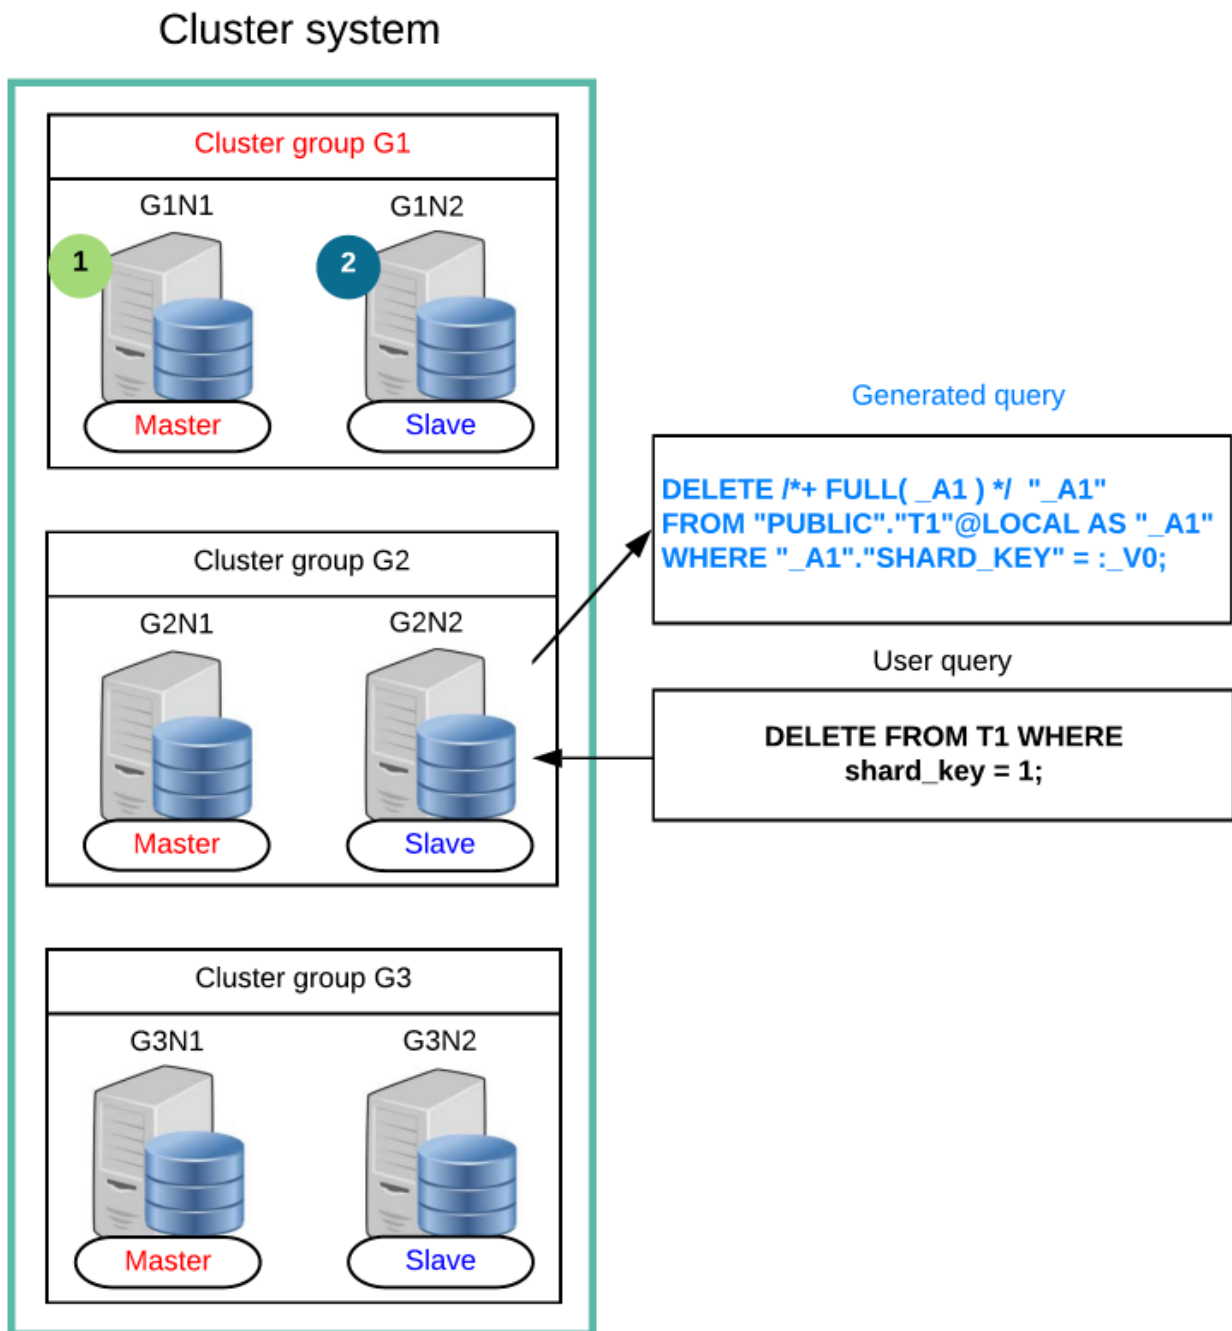 Cluster system
Cluster group G1
G1N1
G1N2
1
2
Master
Slave
Generated query
DELETE /*+ FULL( _A1 ) */ "_A1"
FROM "PUBLIC"."T1"@LOCAL AS "_A1"
WHERE "_A1"."SHARD_KEY" = :_V0;
Cluster group G2
G2N1
G2N2
Master
Slave
User query
DELETE FROM T1 WHERE
shard_key = 1;
Cluster group G3
G3N1
G3N2
Master
Slave